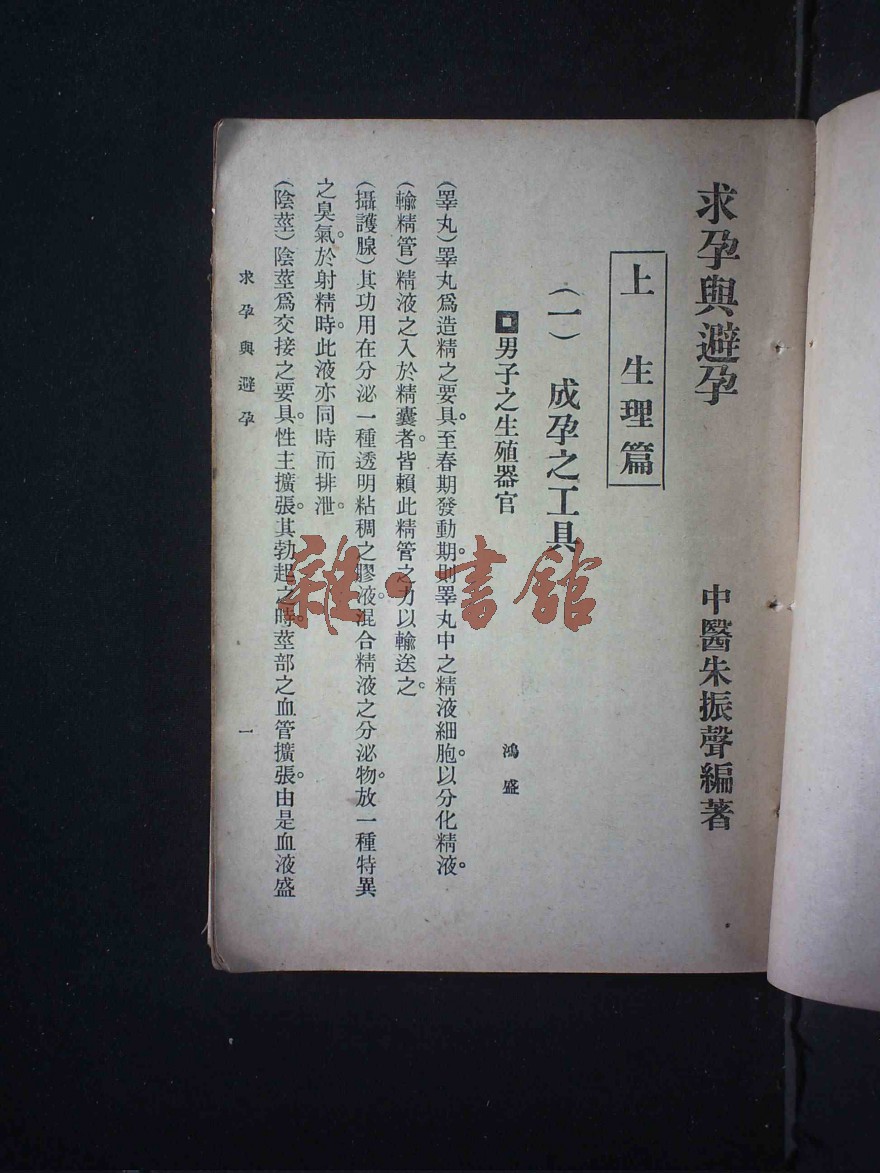 求孕與避孕
中醫朱振聲編著
上 生理篇
(一) 成孕之工具
男子之生殖器官
鴻盛
(睪丸)睪丸爲造精之要具。至春期發動期。則睪丸中之精液細胞。以分化精液。
(輸精管)精液之入於精囊者。皆賴此精管之力以輸送之。
(攝護腺)其功用在分泌一種透明粘稠之膠液。混合精液之分泌物。放一種特異
之臭氣。於射精時。此液亦同時而排泄。
(陰莖)陰莖爲交接之要具。性主擴張。其勃起之時。莖部之血管擴張。由是血液盛
求孕與避孕
一
雜·書館